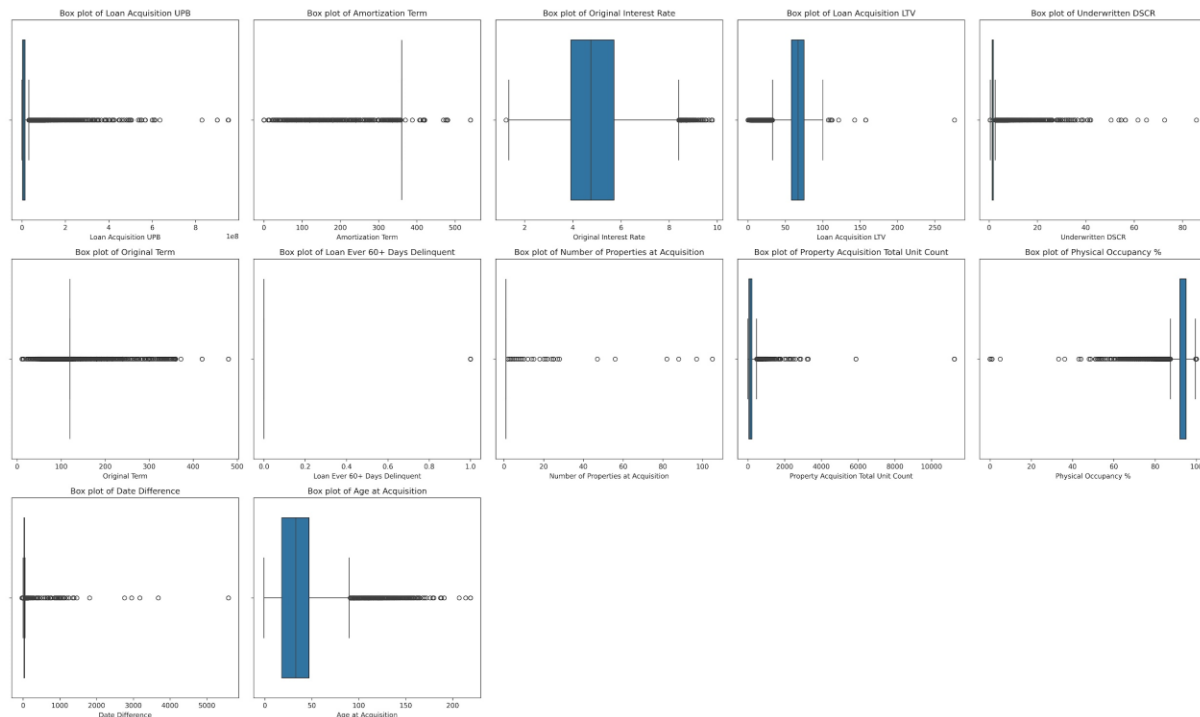 Box plot of Loan Acquisition UPB
Box plot of Amortization Term
Box plot of Original Interest Rate
Box plot of Loan Acquisition LTV
Box plot of Underwritten DSCR
0 2 4 6 8
1e8
0 100 200 300 400 500
2 4 6 8 10
0 50 100 150 200 250
0 20 40 60 80
Loan Acquisition UPB
Amortization Term
Original Interest Rate
Loan Acquisition LTV
Underwritten DSCR
Box plot of Original Term
Box plot of Loan Ever 60+ Days Delinquent
Box plot of Number of Properties at Acquisition
Box plot of Property Acquisition Total Unit Count
Box plot of Physical Occupancy %
0 100 200 300 400 500
0.0 0.2 0.4 0.6 0.8 1.0
0 20 40 60 80 100
0 2000 4000 6000 8000 10000
0 20 40 60 80 100
Original Term
Loan Ever 60+ Days Delinquent
Number of Properties at Acquisition
Property Acquisition Total Unit Count
Physical Occupancy %
Box plot of Date Difference
Box plot of Age at Acquisition
0 1000 2000 3000 4000 5000
0 50 100 150 200
Date Difference
Age at Acquisition